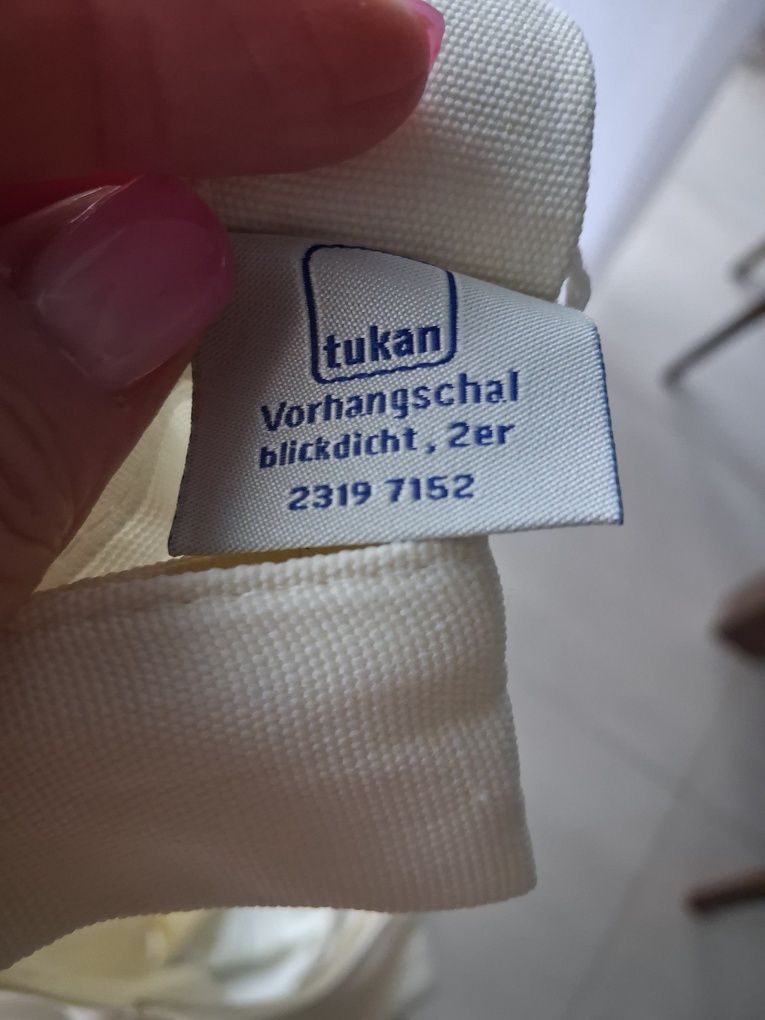 tukan
Vorhangschal
blickdicht, 2er
2319 7152